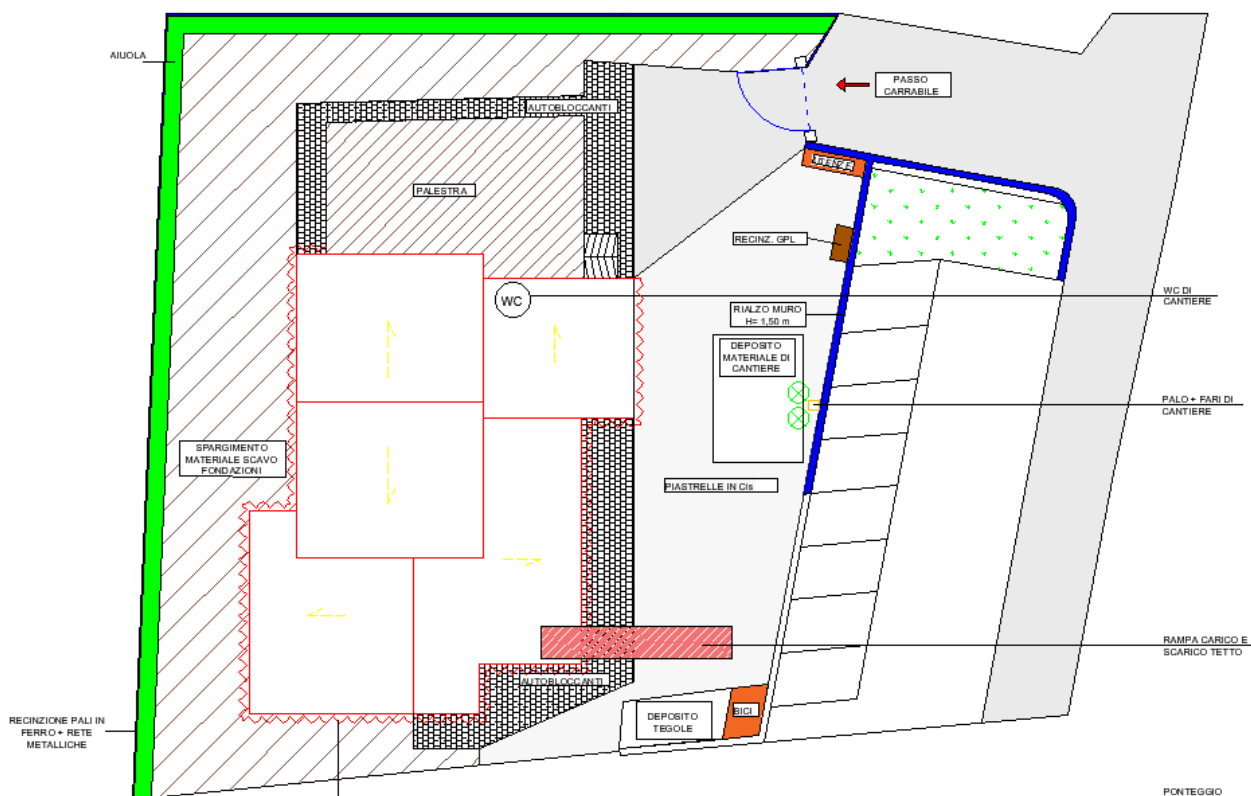 AIUOLA
PASSO
CARRABILE
AUTOBLOCCANTI
UTENZE
PALESTRA
RECINZ. GPL
WC
WC DI
CANTIERE
RIALZO MURO
H= 1,50 m
DEPOSITO
MATERIALE DI
CANTIERE
PALO + FARI DI
CANTIERE
SPARGIMENTO
MATERIALE SCAVO
FONDAZIONI
PIASTRELLE IN Cls
RAMPA CARICO E
SCARICO TETTO
AUTOBLOCCANTI
BICI
DEPOSITO
TEGOLE
RECINZIONE PALI IN
FERRO + RETE
METALLICHE
PONTEGGIO